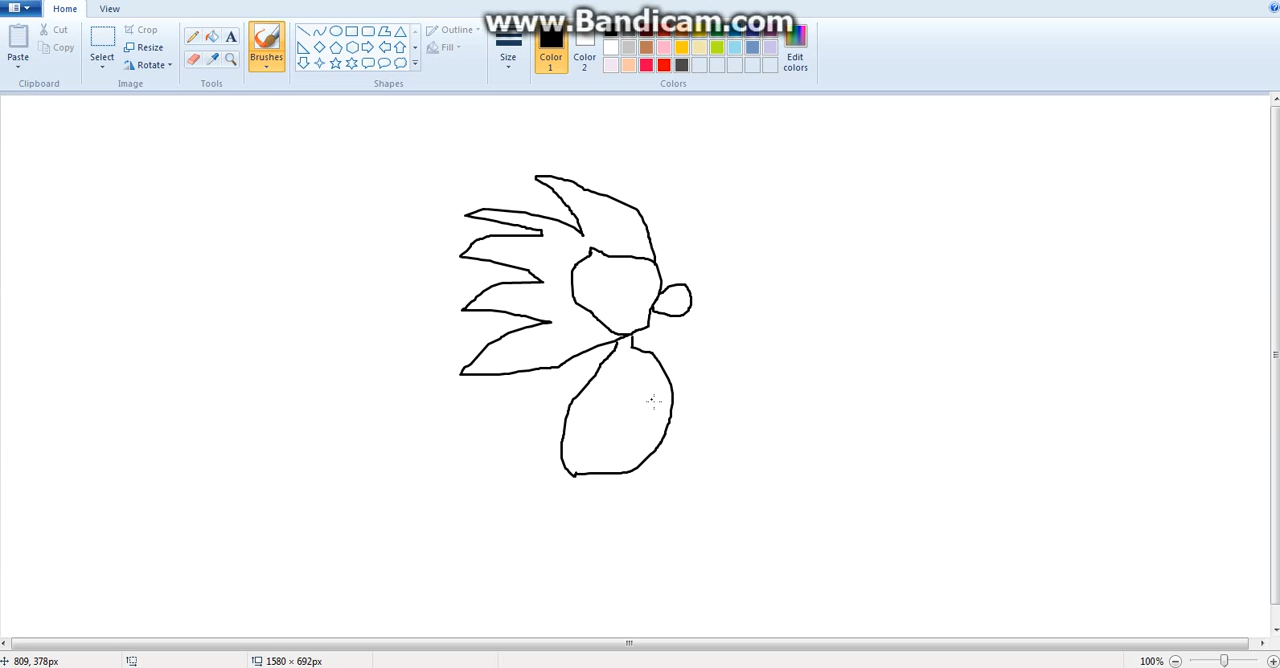 www.Bandicam.com
Home View
Paste
Cut
Copy
Clipboard
Select
Crop
Resize
Rotate
Image
Tools
A
Brushes
Shapes
Outline
Fill
Size
Color
1
Color
2
Edit
colors
Colors
809, 378px
1580 × 692px
100%